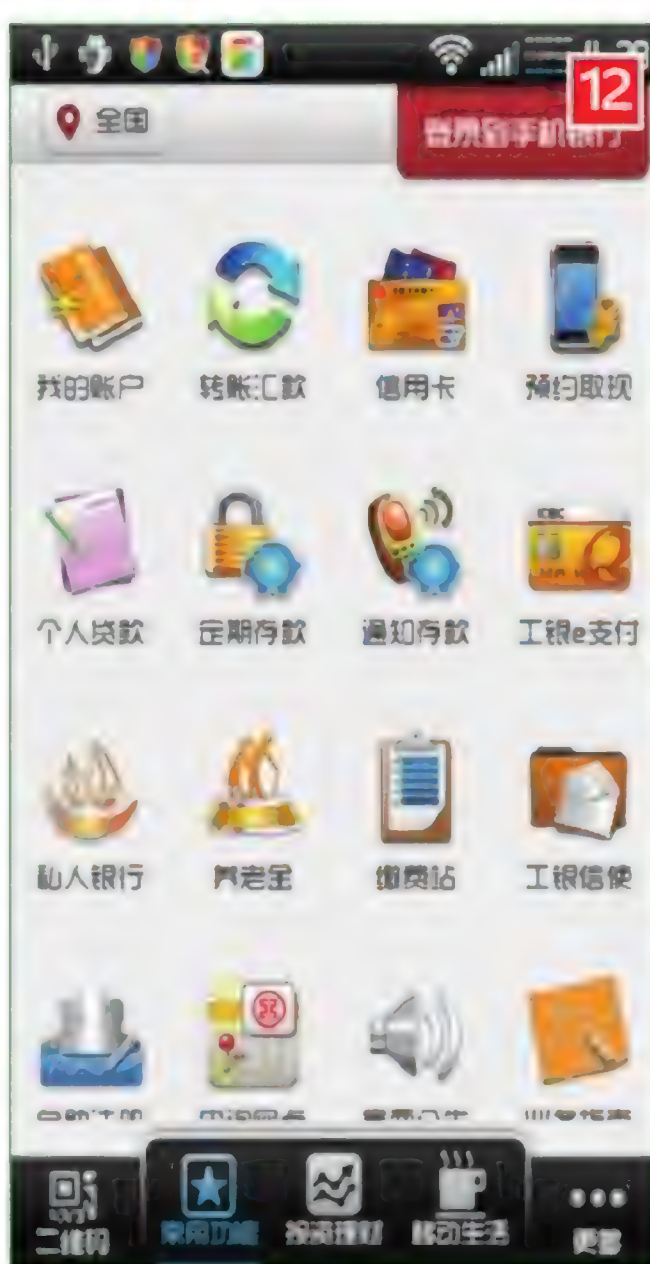 12
全国
登录到手机银行
我的账户 转账汇款 信用卡 预约取现
个人贷款 定期存款 通知存款 工银e支付
私人银行 养老金 缴费站 工银信使
二维码 常用功能 投资理财 移动生活 更多